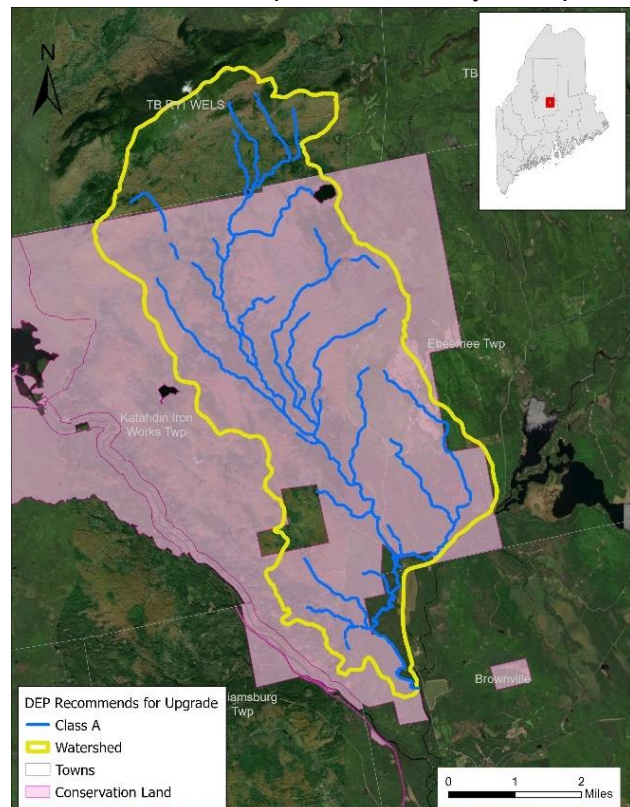 N
TB R11 WELS
TB
Ebeemee Twp
Katahdin Iron
Works Twp
Brownville
iamsburg
Twp
DEP Recommends for Upgrade
Class A
Watershed
Towns
Conservation Land
0 1 2
Miles